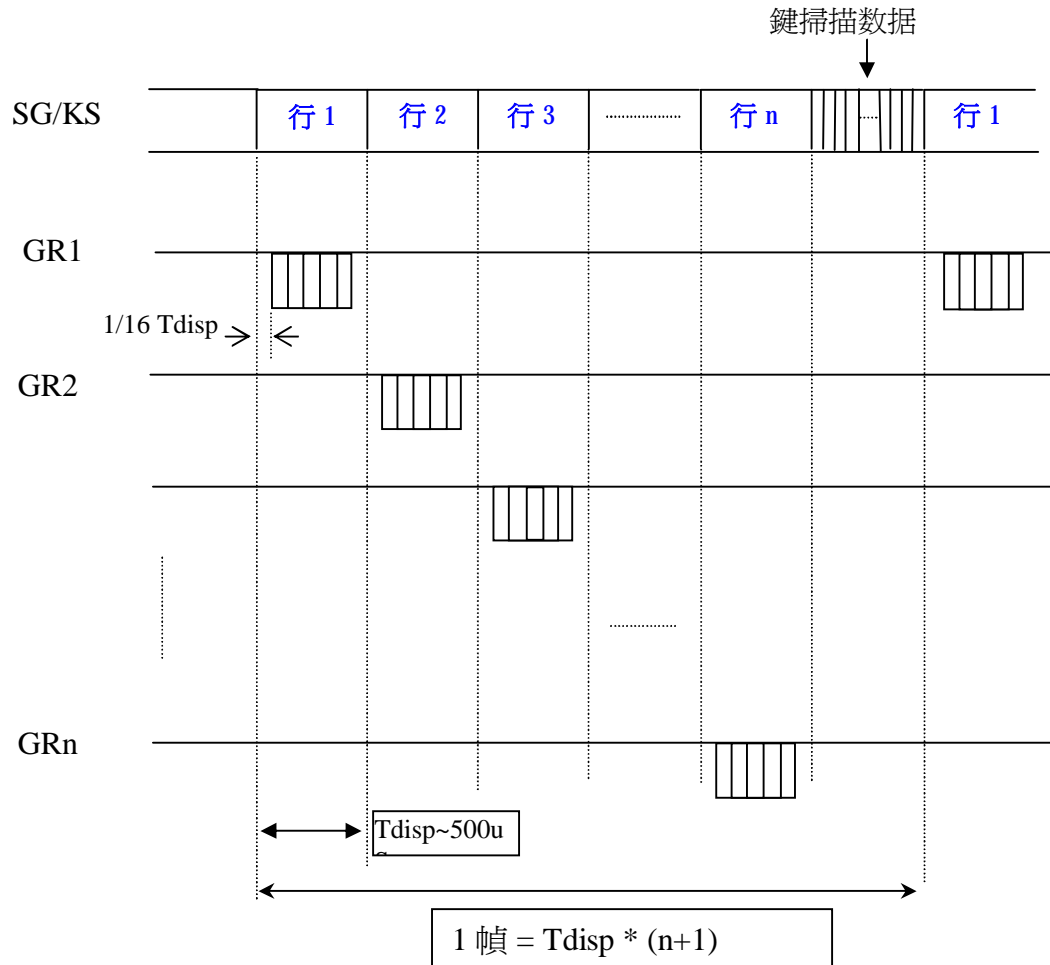 鍵掃描数据
SG/KS 行 1 行 2 行 3 行 n 行 1
GR1
1/16 Tdisp
GR2
GRn
Tdisp~500u
1 幀 = Tdisp * (n+1)